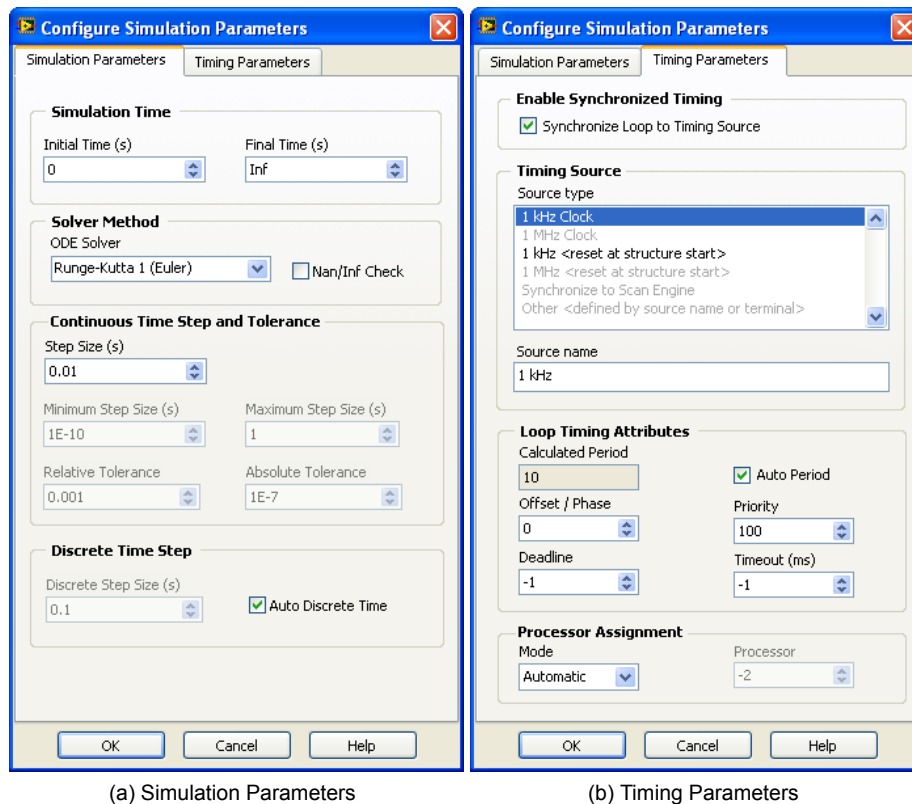 Configure Simulation Parameters
Simulation Parameters Timing Parameters
Simulation Time
Initial Time (s) Final Time (s)
0 Inf
Solver Method
ODE Solver
Runge-Kutta 1 (Euler) Nan/Inf Check
Continuous Time Step and Tolerance
Step Size (s)
0.01
Minimum Step Size (s) Maximum Step Size (s)
1E-10 1
Relative Tolerance Absolute Tolerance
0.001 1E-7
Discrete Time Step
Discrete Step Size (s)
0.1 Auto Discrete Time
OK Cancel Help
(a) Simulation Parameters
Configure Simulation Parameters
Simulation Parameters Timing Parameters
Enable Synchronized Timing
Synchronize Loop to Timing Source
Timing Source
Source type
1 kHz Clock
1 MHz Clock
1 kHz <reset at structure start>
1 MHz <reset at structure start>
Synchronize to Scan Engine
Other <defined by source name or terminal>
Source name
1 kHz
Loop Timing Attributes
Calculated Period
10 Auto Period
Offset / Phase Priority
0 100
Deadline Timeout (ms)
-1 -1
Processor Assignment
Mode Processor
Automatic -2
OK Cancel Help
(b) Timing Parameters